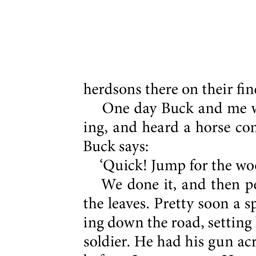 herdsons there on their fin
One day Buck and me w
ing, and heard a horse com
Buck says:
‘Quick! Jump for the woo
We done it, and then pe
the leaves. Pretty soon a sp
ing down the road, setting
soldier. He had his gun acr